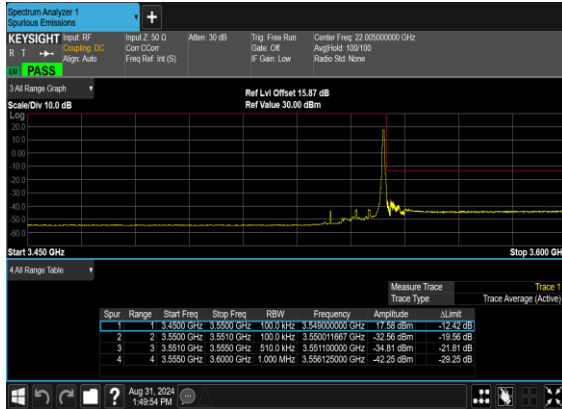 Spectrum Analyzer 1
Spurious Emissions
KEYSIGHT Input: RF Input Z: 50 Ω Atten: 30 dB Trig: Free Run Center Freq: 22.005000000 GHz
R T Coupling: DC Corr CCorr Gate: Off Avg|Hold: 100/100
Align: Auto Freq Ref: Int (S) IF Gain: Low Radio Std: None
PASS
3 All Range Graph Ref Lvl Offset 15.87 dB
Scale/Div 10.0 dB Ref Value 30.00 dBm
Log
20.0
10.0
0.00
-10.0
-20.0
-30.0
-40.0
-50.0
-60.0
Start 3.450 GHz Stop 3.600 GH
4 All Range Table
Measure Trace Trace 1
Trace Type Trace Average (Active)
Spur Range Start Freq Stop Freq RBW Frequency Amplitude ΔLimit
1 1 3.4500 GHz 3.5500 GHz 100.0 kHz 3.549000000 GHz 17.58 dBm -12.42 dB
2 2 3.5500 GHz 3.5510 GHz 100.0 kHz 3.550011667 GHz -32.56 dBm -19.56 dB
3 3 3.5510 GHz 3.5550 GHz 510.0 kHz 3.551100000 GHz -34.81 dBm -21.81 dB
4 4 3.5550 GHz 3.6000 GHz 1.000 MHz 3.556125000 GHz -42.25 dBm -29.25 dB
? Aug 31, 2024
1:49:54 PM